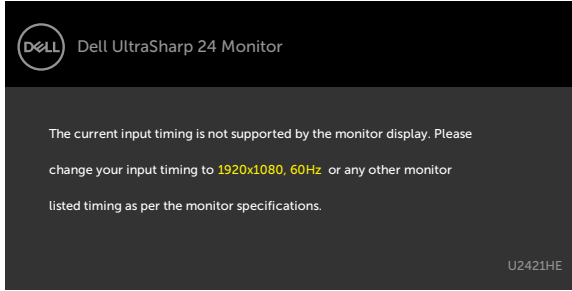 DELL
Dell UltraSharp 24 Monitor
The current input timing is not supported by the monitor display. Please
change your input timing to 1920x1080, 60Hz or any other monitor
listed timing as per the monitor specifications.
U2421HE